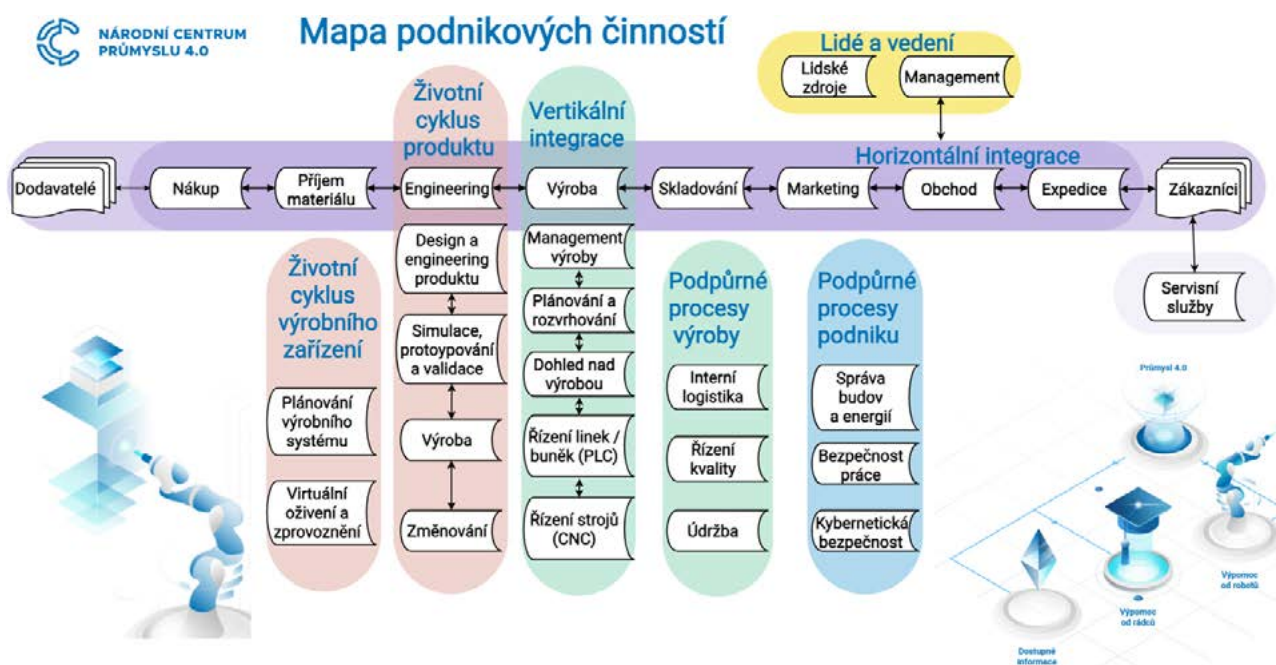 NÁRODNÍ CENTRUM
PRŮMYSLU 4.0
Mapa podnikových činností
Lidé a vedení
Lidské
zdroje
Management
Životní
cyklus
produktu
Vertikální
integrace
Horizontální integrace
Dodavatelé
Nákup
Příjem
materiálu
Engineering
Výroba
Skladování
Marketing
Obchod
Expedice
Zákazníci
Servisní
služby
Životní
cyklus
výrobního
zařízení
Plánování
výrobního
systému
Virtuální
oživení a
zprovoznění
Design a
engineering
produktu
Simulace,
protoypování
a validace
Výroba
Změnování
Management
výroby
Plánování a
rozvrhování
Dohled nad
výrobou
Řízení linek /
buněk (PLC)
Řízení strojů
(CNC)
Podpůrné
procesy
výroby
Interní
logistika
Řízení
kvality
Údržba
Podpůrné
procesy
podniku
Správa
budov
a energií
Bezpečnost
práce
Kybernetická
bezpečnost
Průmysl 4.0
Výpomoc
od robotů
Výpomoc
od rádců
Dostupné
informace